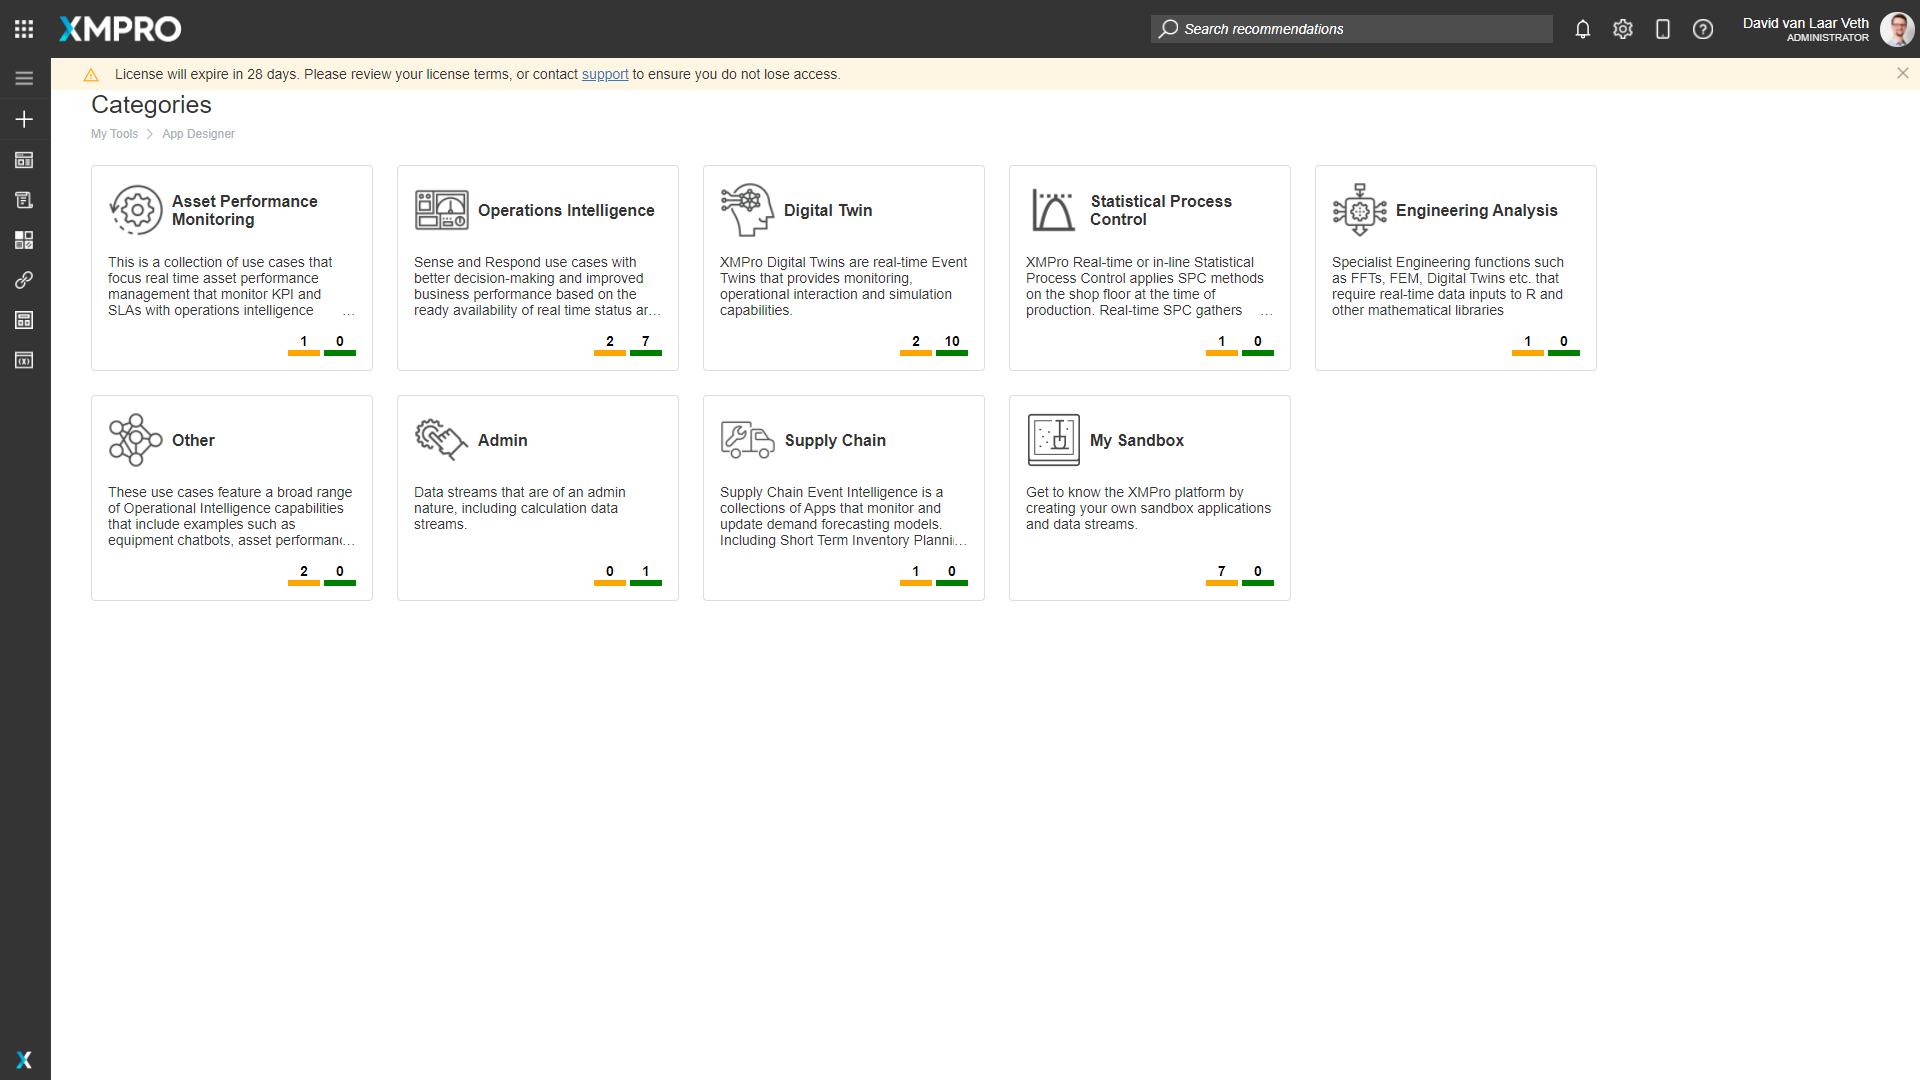 XMPRO
Search recommendations
David van Laar Veth
ADMINISTRATOR
License will expire in 28 days. Please review your license terms, or contact support to ensure you do not lose access.
Categories
My Tools > App Designer
Asset Performance
Monitoring
This is a collection of use cases that
focus real time asset performance
management that monitor KPI and
SLAs with operations intelligence ...
1 0
Operations Intelligence
Sense and Respond use cases with
better decision-making and improved
business performance based on the
ready availability of real time status ar...
2 7
Digital Twin
XMPro Digital Twins are real-time Event
Twins that provides monitoring,
operational interaction and simulation
capabilities.
2 10
Statistical Process
Control
XMPro Real-time or in-line Statistical
Process Control applies SPC methods
on the shop floor at the time of
production. Real-time SPC gathers ...
1 0
Engineering Analysis
Specialist Engineering functions such
as FFTs, FEM, Digital Twins etc. that
require real-time data inputs to R and
other mathematical libraries
1 0
Other
These use cases feature a broad range
of Operational Intelligence capabilities
that include examples such as
equipment chatbots, asset performanc...
2 0
Admin
Data streams that are of an admin
nature, including calculation data
streams.
0 1
Supply Chain
Supply Chain Event Intelligence is a
collections of Apps that monitor and
update demand forecasting models.
Including Short Term Inventory Planni...
1 0
My Sandbox
Get to know the XMPro platform by
creating your own sandbox applications
and data streams.
7 0